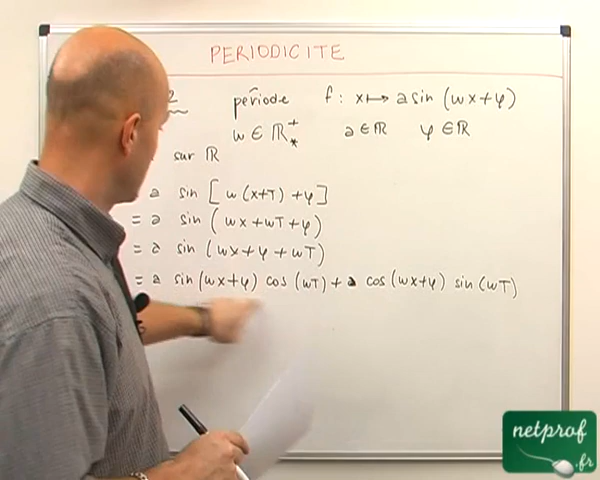 PERIODICITE
2 période f : x ↦ a sin (ωx+φ)
ω ∈ ℝ⁺* a ∈ ℝ φ ∈ ℝ
sur ℝ
a sin [ ω (x+T) + φ ]
= a sin ( ωx + ωT + φ )
= a sin ( ωx + φ + ωT )
= a sin (ωx+φ) cos (ωT) + a cos (ωx+φ) sin (ωT)
netprof
.fr